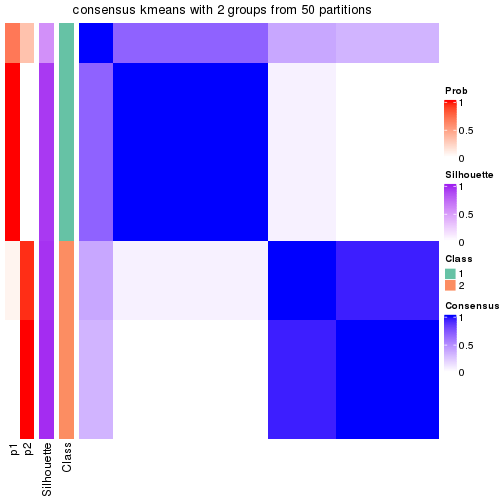 consensus kmeans with 2 groups from 50 partitions
Prob
1
0.5
0
Silhouette
1
0.5
0
Class
1
2
Consensus
1
0.5
0
p1
p2
Silhouette
Class